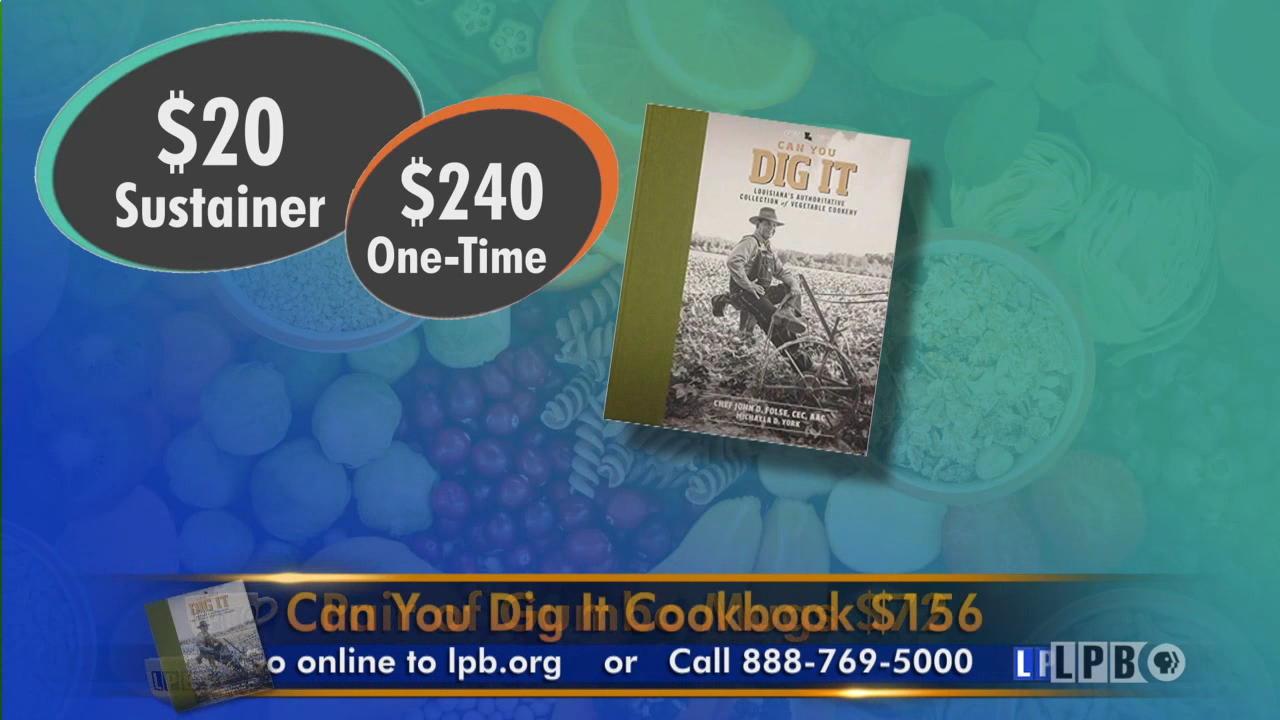 $20
Sustainer
$240
One-Time
CAN YOU
DIG IT
LOUISIANA'S AUTHORITATIVE
COLLECTION of VEGETABLE COOKERY
CHEF JOHN D. FOLSE, CEC, AAC
MICHAELA D. YORK
DIG IT
Can You Dig It Cookbook $156
o online to lpb.org or Call 888-769-5000
LPB